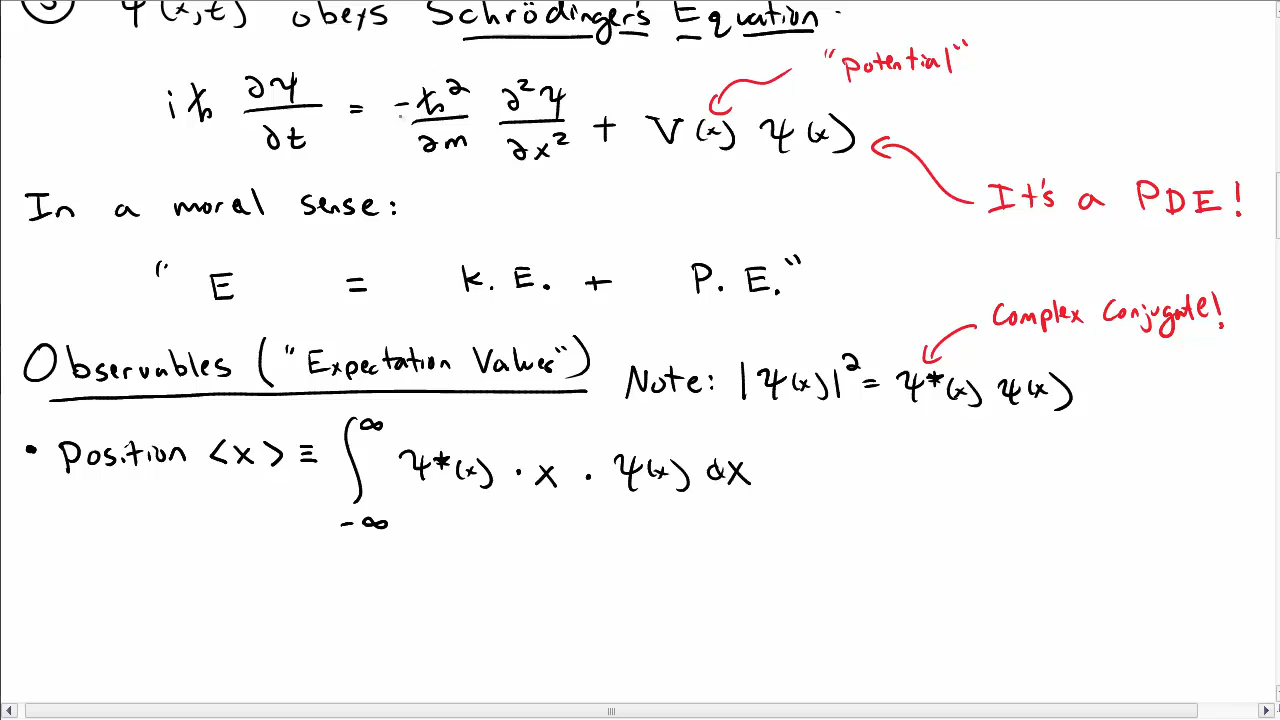 ③ Ψ(x,t) obeys Schrödinger's Equation.
"potential"
iħ ∂Ψ/∂t = -ħ²/2m ∂²Ψ/∂x² + V(x) Ψ(x)
It's a PDE!
In a moral sense:
" E = K.E. + P.E."
Complex Conjugate!
Observables ("Expectation Values") Note: |Ψ(x)|² = Ψ*(x) Ψ(x)
• Position <x> ≡ ∫_{-∞}^{∞} Ψ*(x) · x · Ψ(x) dx